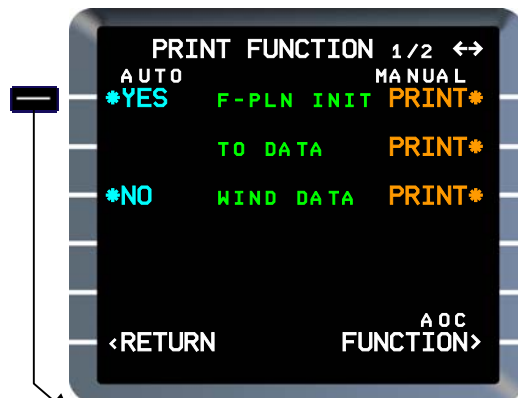 PRINT FUNCTION 1/2 ↔
AUTO MANUAL
*YES F-PLN INIT PRINT*
TO DATA PRINT*
*NO WIND DATA PRINT*
AOC
<RETURN FUNCTION>